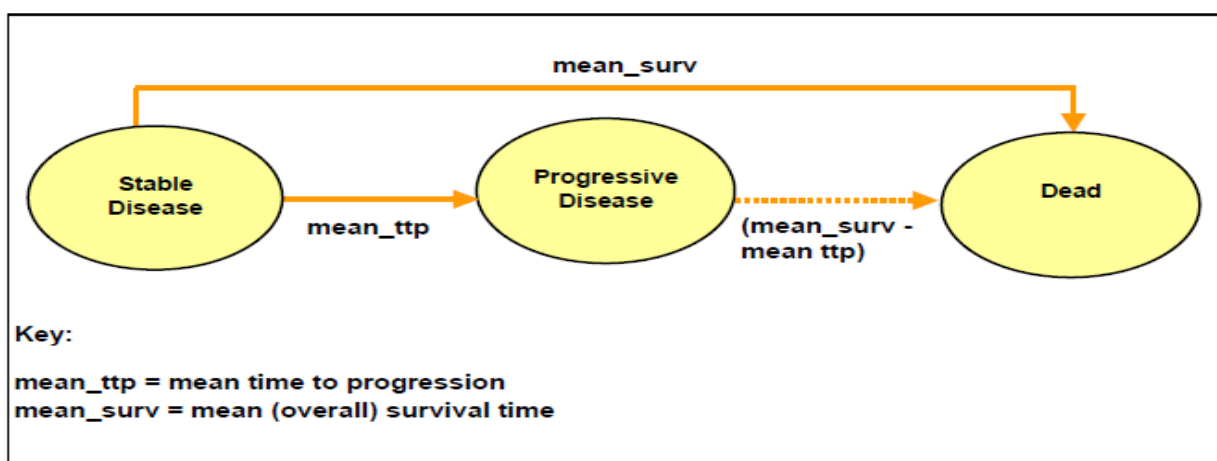 mean_surv
Stable
Disease
mean_ttp
Progressive
Disease
(mean_surv -
mean ttp)
Dead
Key:
mean_ttp = mean time to progression
mean_surv = mean (overall) survival time